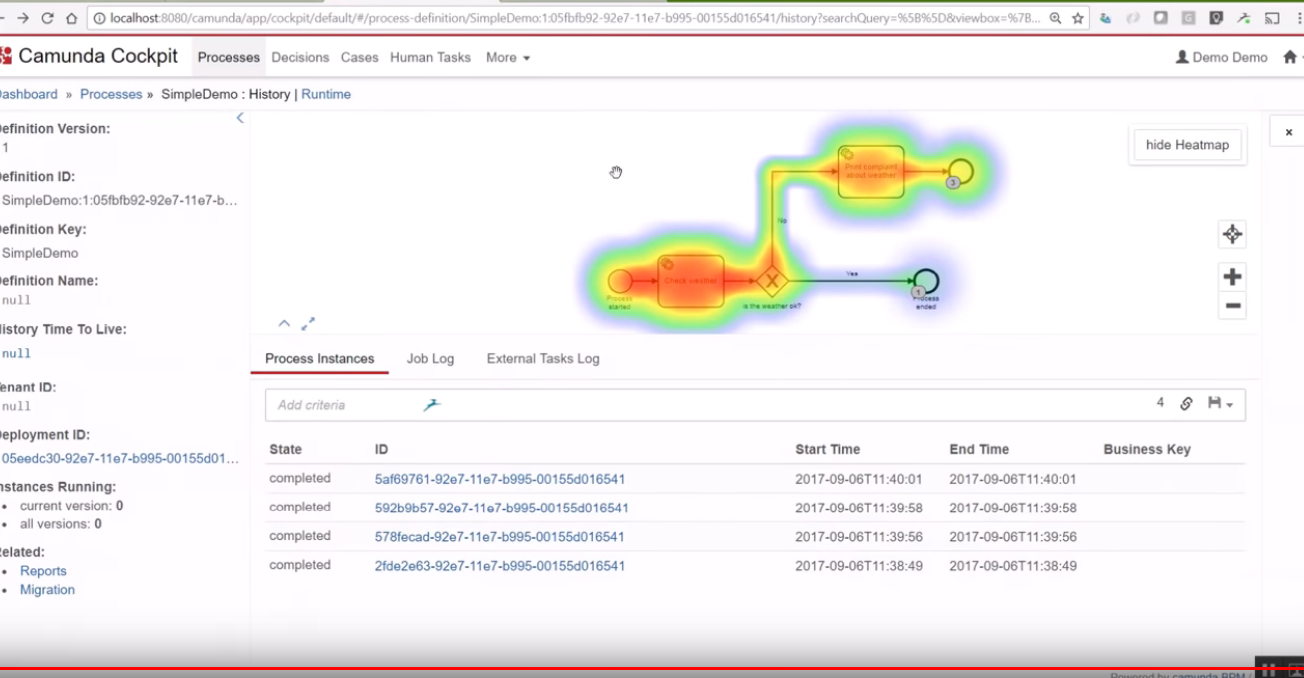 localhost:8080/camunda/app/cockpit/default/#/process-definition/SimpleDemo:1:05fbfb92-92e7-11e7-b995-00155d016541/history?searchQuery=%5B%5D&viewbox=%7B...
Camunda Cockpit Processes Decisions Cases Human Tasks More Demo Demo
Dashboard » Processes » SimpleDemo : History | Runtime
efinition Version:
1
efinition ID:
SimpleDemo:1:05fbfb92-92e7-11e7-b...
efinition Key:
SimpleDemo
efinition Name:
null
istory Time To Live:
null
enant ID:
null
eployment ID:
05eedc30-92e7-11e7-b995-00155d01...
nstances Running:
current version: 0
all versions: 0
elated:
Reports
Migration
hide Heatmap
×
Print complaint
about weather
3
No
Check weather
Yes
Process
started
is the weather ok?
1
Process
ended
Process Instances Job Log External Tasks Log
Add criteria 4
State ID Start Time End Time Business Key
completed 5af69761-92e7-11e7-b995-00155d016541 2017-09-06T11:40:01 2017-09-06T11:40:01
completed 592b9b57-92e7-11e7-b995-00155d016541 2017-09-06T11:39:58 2017-09-06T11:39:58
completed 578fecad-92e7-11e7-b995-00155d016541 2017-09-06T11:39:56 2017-09-06T11:39:56
completed 2fde2e63-92e7-11e7-b995-00155d016541 2017-09-06T11:38:49 2017-09-06T11:38:49
Powered by camunda BPM /